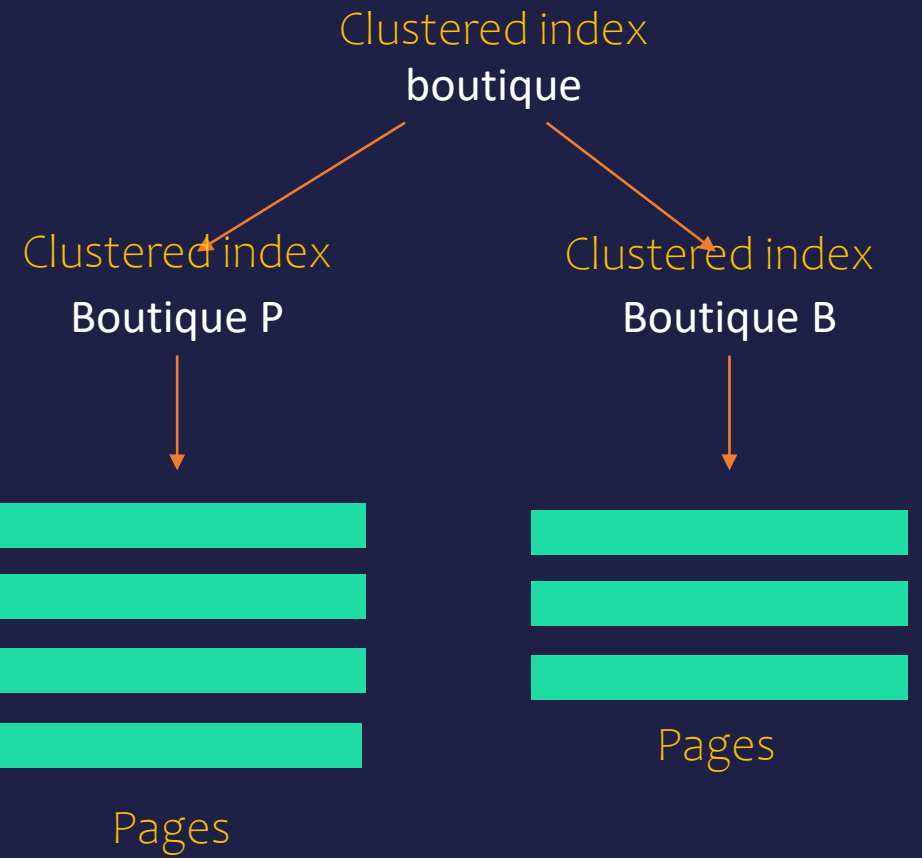 Clustered index
boutique
Clustered index
Boutique P
Clustered index
Boutique B
Pages
Pages